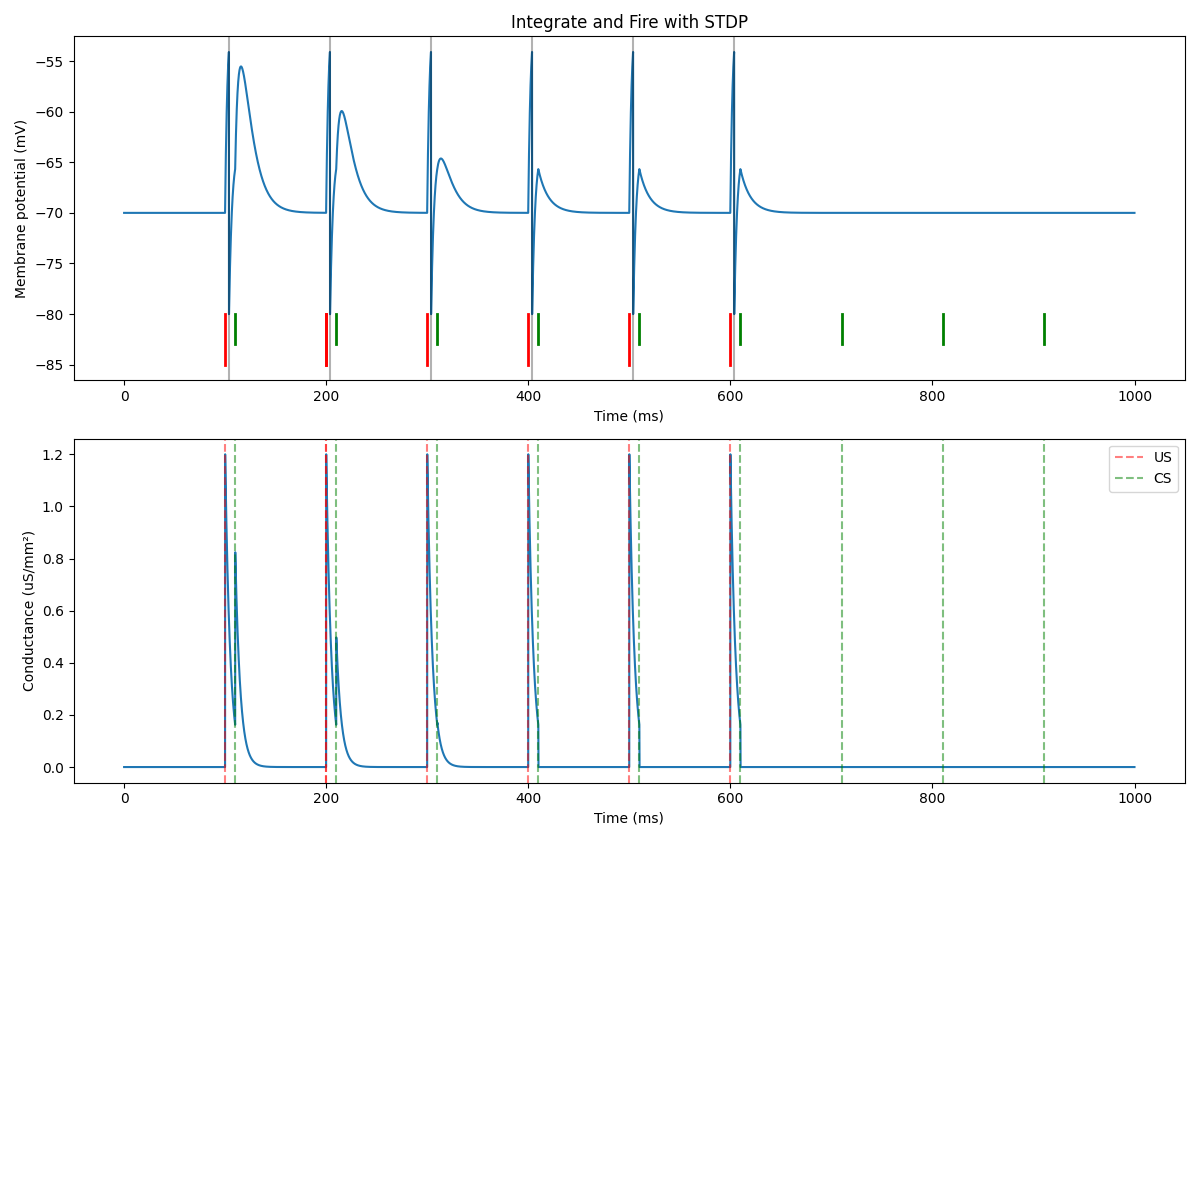 Integrate and Fire with STDP
Membrane potential (mV)
−55
−60
−65
−70
−75
−80
−85
0 200 400 600 800 1000
Time (ms)
Conductance (uS/mm²)
1.2
1.0
0.8
0.6
0.4
0.2
0.0
US
CS
0 200 400 600 800 1000
Time (ms)